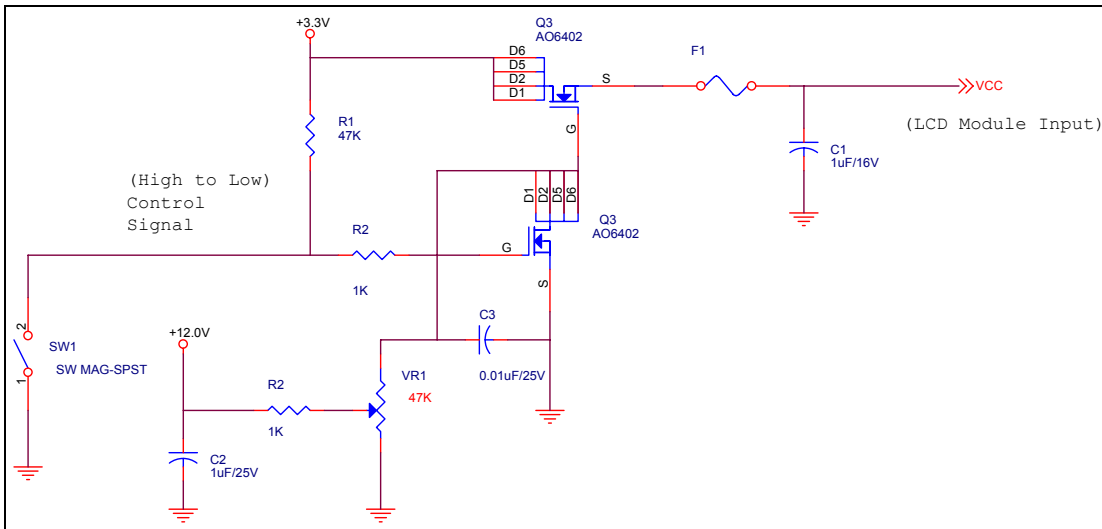 +3.3V
Q3
AO6402
D6
D5
D2
D1
S
G
F1
VCC
(LCD Module Input)
R1
47K
C1
1uF/16V
(High to Low)
Control
Signal
D1
D2
D5
D6
Q3
AO6402
G
S
R2
1K
2
1
SW1
SW MAG-SPST
+12.0V
C3
0.01uF/25V
R2
1K
VR1
47K
C2
1uF/25V